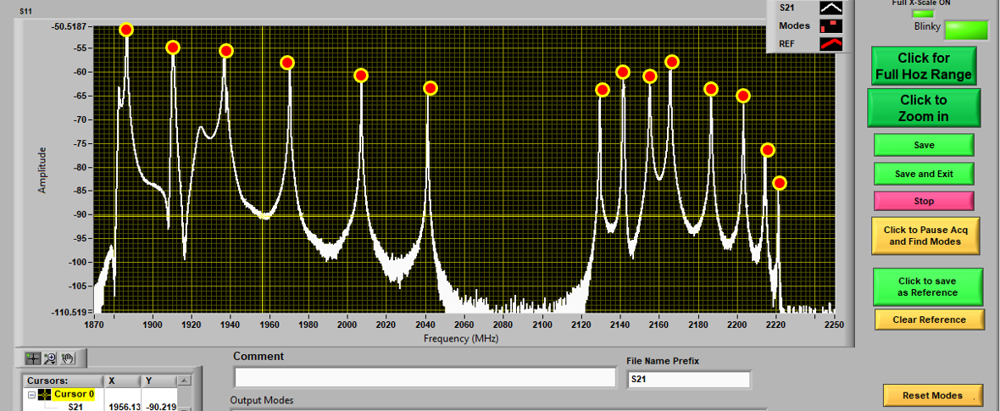 S11
S21
Modes
REF
Full X-Scale ON
Blinky
Click for
Full Hoz Range
Click to
Zoom in
Save
Save and Exit
Stop
Click to Pause Acq
and Find Modes
Click to save
as Reference
Clear Reference
Reset Modes
Amplitude
-50.5187
-55
-60
-65
-70
-75
-80
-85
-90
-95
-100
-105
-110.519
1870 1900 1920 1940 1960 1980 2000 2020 2040 2060 2080 2100 2120 2140 2160 2180 2200 2220 2250
Frequency (MHz)
Cursors: X Y
Cursor 0
S21 1956.13 -90.219
Comment
File Name Prefix
S21
Output Modes